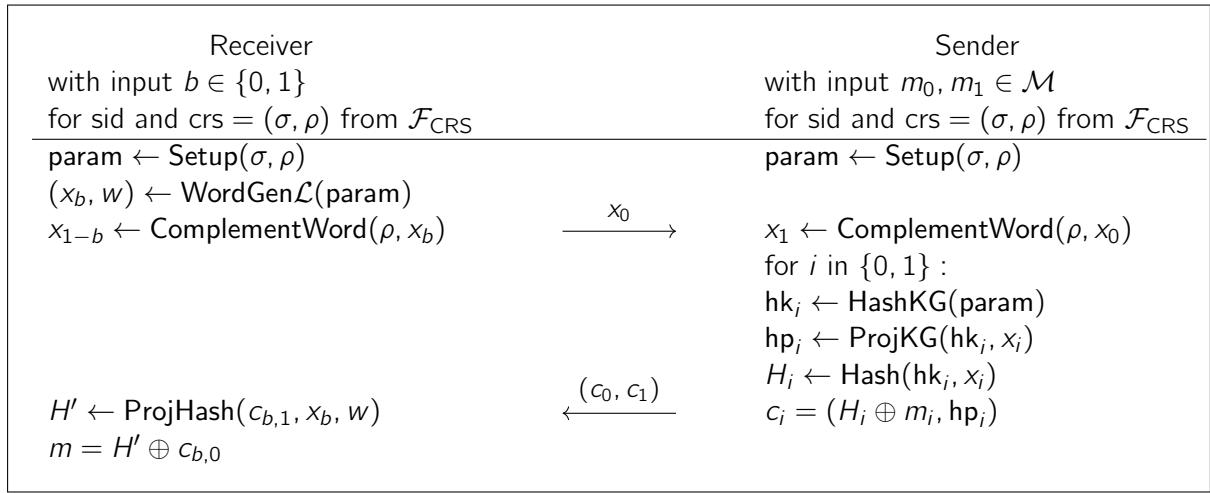 Receiver Sender
with input b ∈ {0, 1} with input m₀, m₁ ∈ ℳ
for sid and crs = (σ, ρ) from ℱ_CRS for sid and crs = (σ, ρ) from ℱ_CRS
param ← Setup(σ, ρ) param ← Setup(σ, ρ)
(x_b, w) ← WordGenℒ(param)
x_{1−b} ← ComplementWord(ρ, x_b) x₀ → x₁ ← ComplementWord(ρ, x₀)
for i in {0, 1} :
hk_i ← HashKG(param)
hp_i ← ProjKG(hk_i, x_i)
H_i ← Hash(hk_i, x_i)
H′ ← ProjHash(c_{b,1}, x_b, w) (c₀, c₁) ← c_i = (H_i ⊕ m_i, hp_i)
m = H′ ⊕ c_{b,0}